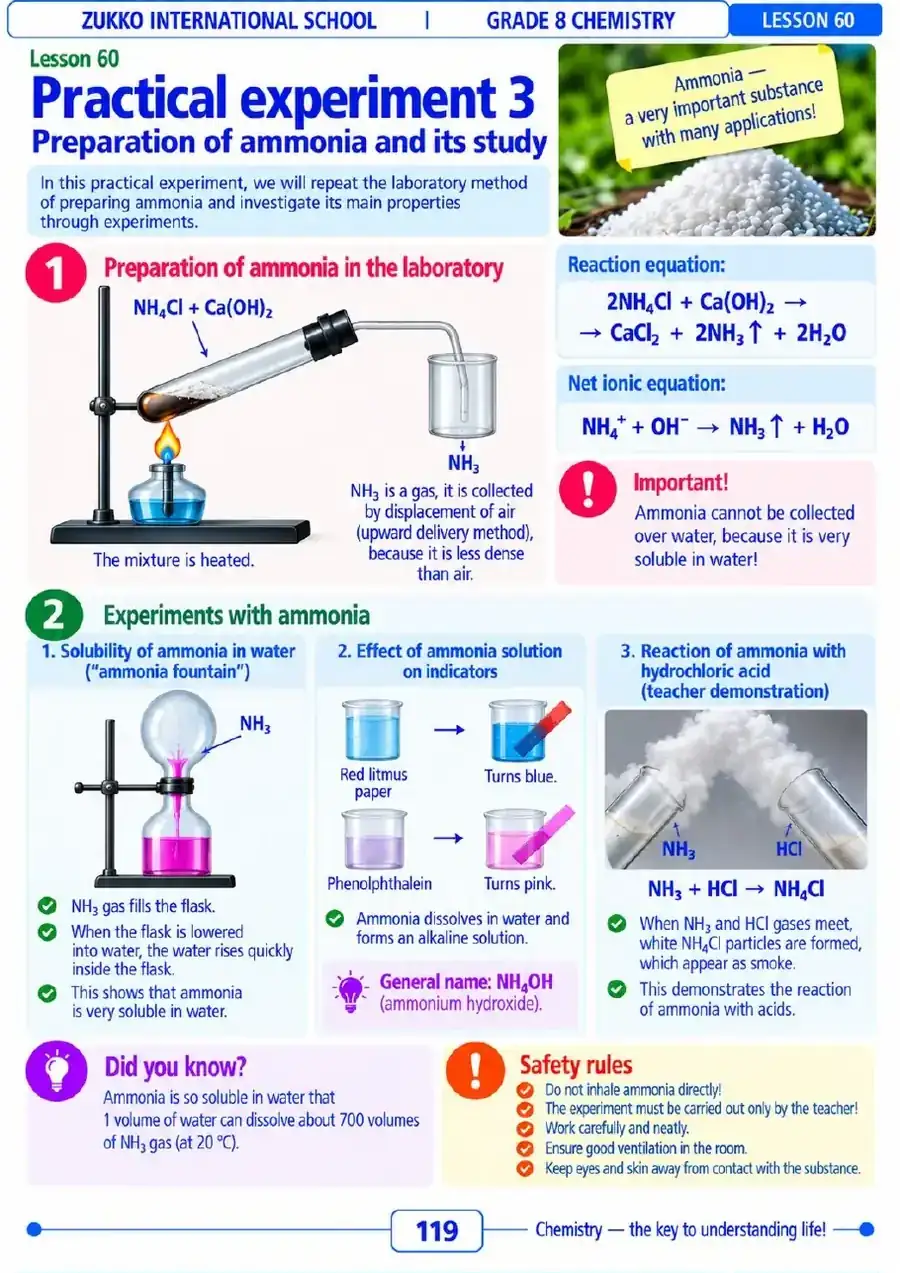 ZUKKO INTERNATIONAL SCHOOL | GRADE 8 CHEMISTRY
LESSON 60
Lesson 60
Practical experiment 3
Preparation of ammonia and its study
In this practical experiment, we will repeat the laboratory method
of preparing ammonia and investigate its main properties
through experiments.
Ammonia —
a very important substance
with many applications!
1 Preparation of ammonia in the laboratory
NH₄Cl + Ca(OH)₂
The mixture is heated.
NH₃
NH₃ is a gas, it is collected
by displacement of air
(upward delivery method),
because it is less dense
than air.
Reaction equation:
2NH₄Cl + Ca(OH)₂ →
→ CaCl₂ + 2NH₃↑ + 2H₂O
Net ionic equation:
NH₄⁺ + OH⁻ → NH₃↑ + H₂O
! Important!
Ammonia cannot be collected
over water, because it is very
soluble in water!
2 Experiments with ammonia
1. Solubility of ammonia in water
(“ammonia fountain”)
NH₃
NH₃ gas fills the flask.
When the flask is lowered
into water, the water rises quickly
inside the flask.
This shows that ammonia
is very soluble in water.
2. Effect of ammonia solution
on indicators
Red litmus
paper
Turns blue.
Phenolphthalein
Turns pink.
Ammonia dissolves in water and
forms an alkaline solution.
General name: NH₄OH
(ammonium hydroxide).
3. Reaction of ammonia with
hydrochloric acid
(teacher demonstration)
NH₃
HCl
NH₃ + HCl → NH₄Cl
When NH₃ and HCl gases meet,
white NH₄Cl particles are formed,
which appear as smoke.
This demonstrates the reaction
of ammonia with acids.
Did you know?
Ammonia is so soluble in water that
1 volume of water can dissolve about 700 volumes
of NH₃ gas (at 20 °C).
! Safety rules
Do not inhale ammonia directly!
The experiment must be carried out only by the teacher!
Work carefully and neatly.
Ensure good ventilation in the room.
Keep eyes and skin away from contact with the substance.
119
Chemistry — the key to understanding life!